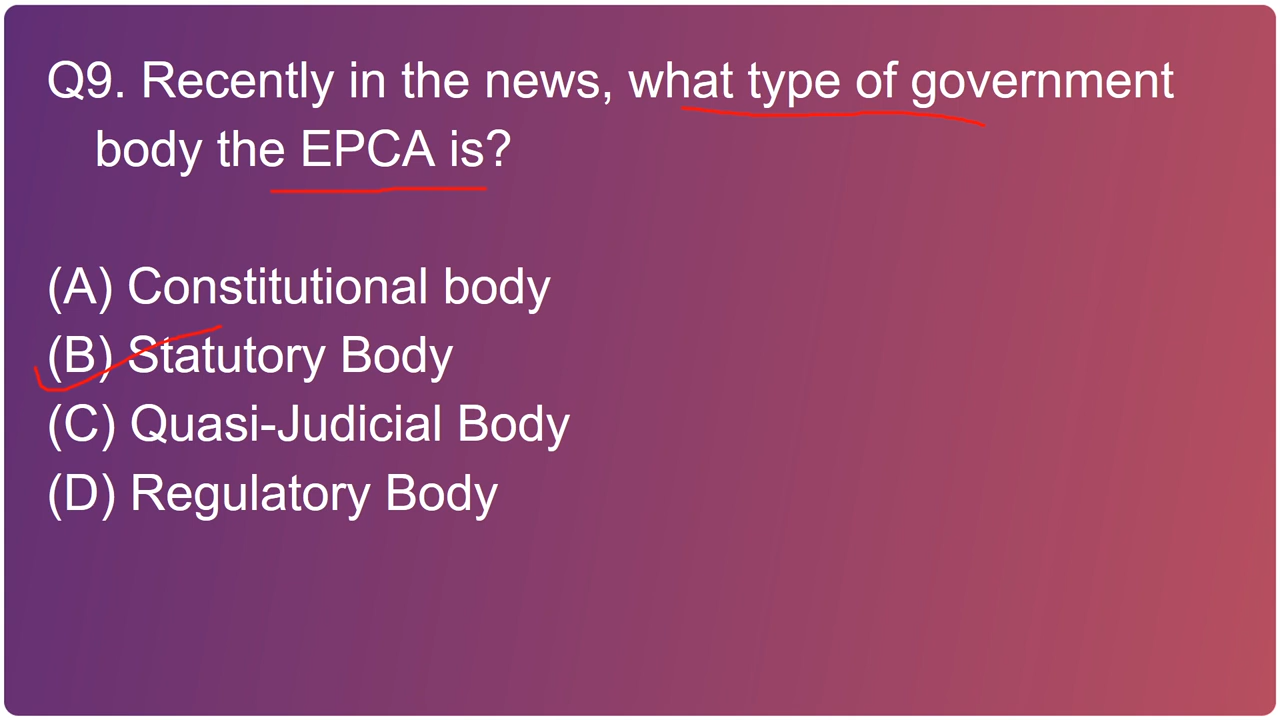 Q9. Recently in the news, what type of government
body the EPCA is?
(A) Constitutional body
(B) Statutory Body
(C) Quasi-Judicial Body
(D) Regulatory Body